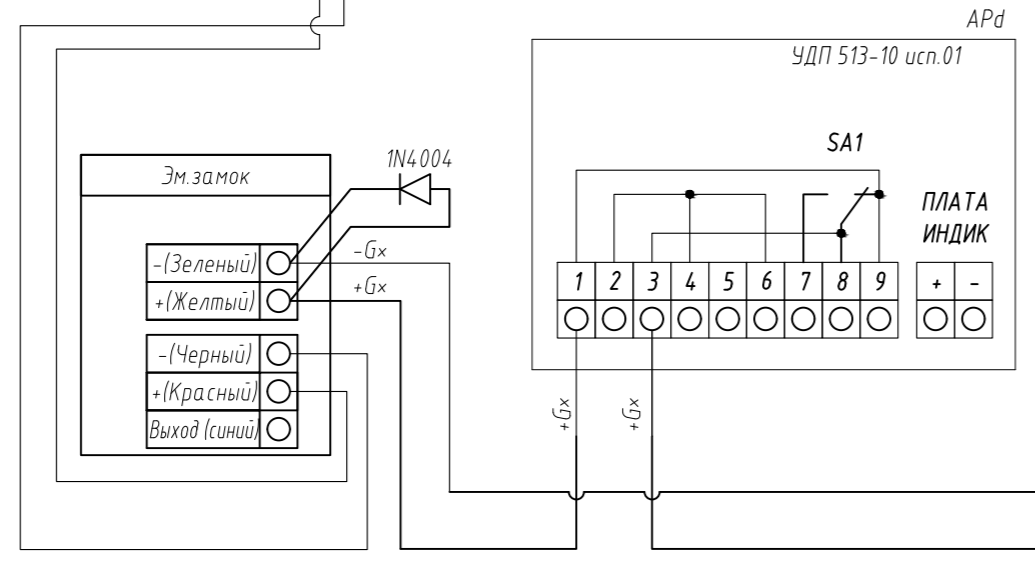 APd
УДП 513-10 исп.01
SA1
1N4004
Эм.замок
ПЛАТА
ИНДИК
-(Зеленый)
-Gx
+(Желтый)
+Gx
1 2 3 4 5 6 7 8 9
+ -
-(Черный)
+(Красный)
Выход (синий)
+Gx
+Gx